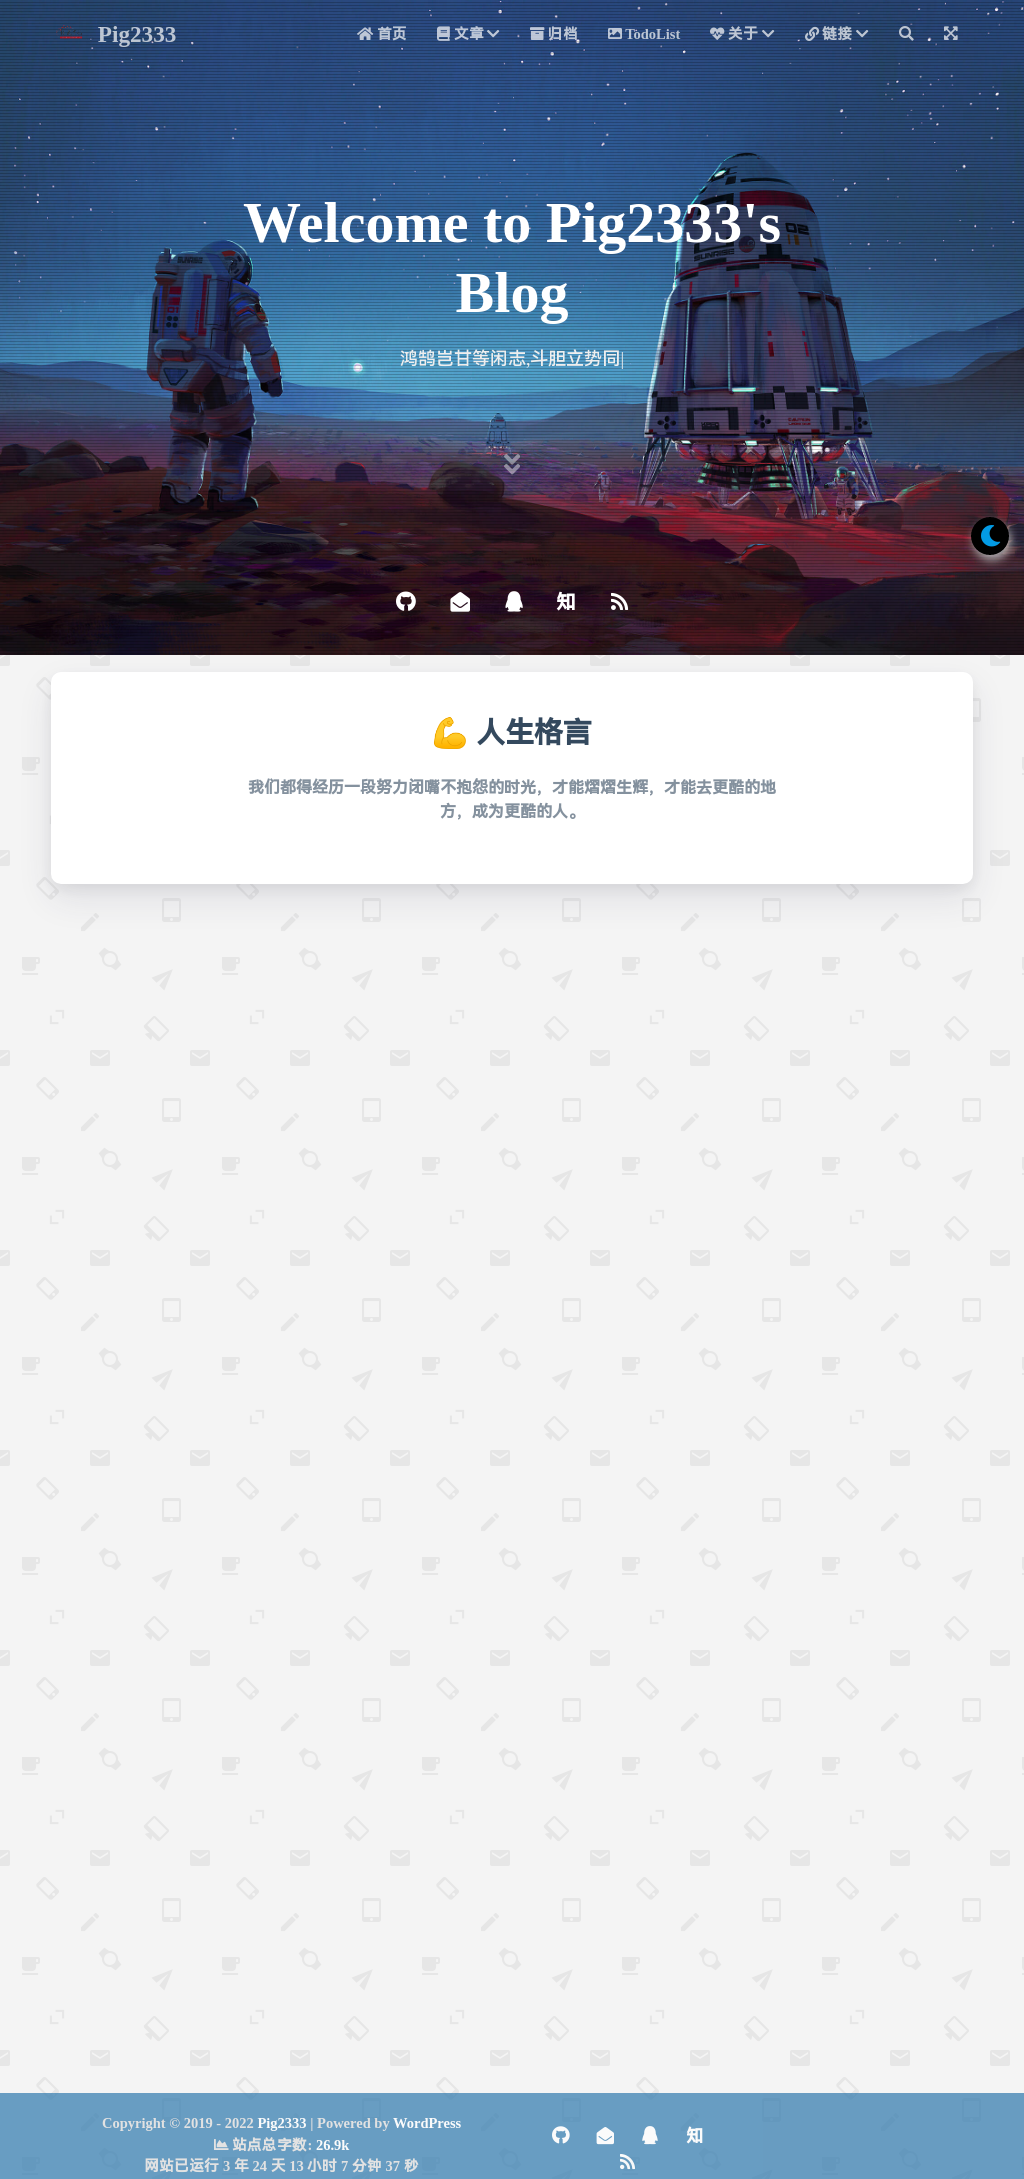 Pig2333
首页 文章 归档 TodoList 关于 链接
Welcome to Pig2333's
Blog
鸿鹄岂甘等闲志,斗胆立势同|
知
💪 人生格言
我们都得经历一段努力闭嘴不抱怨的时光，才能熠熠生辉，才能去更酷的地
方，成为更酷的人。
Copyright © 2019 - 2022 Pig2333 | Powered by WordPress
站点总字数: 26.9k
网站已运行 3 年 24 天 13 小时 7 分钟 37 秒
知